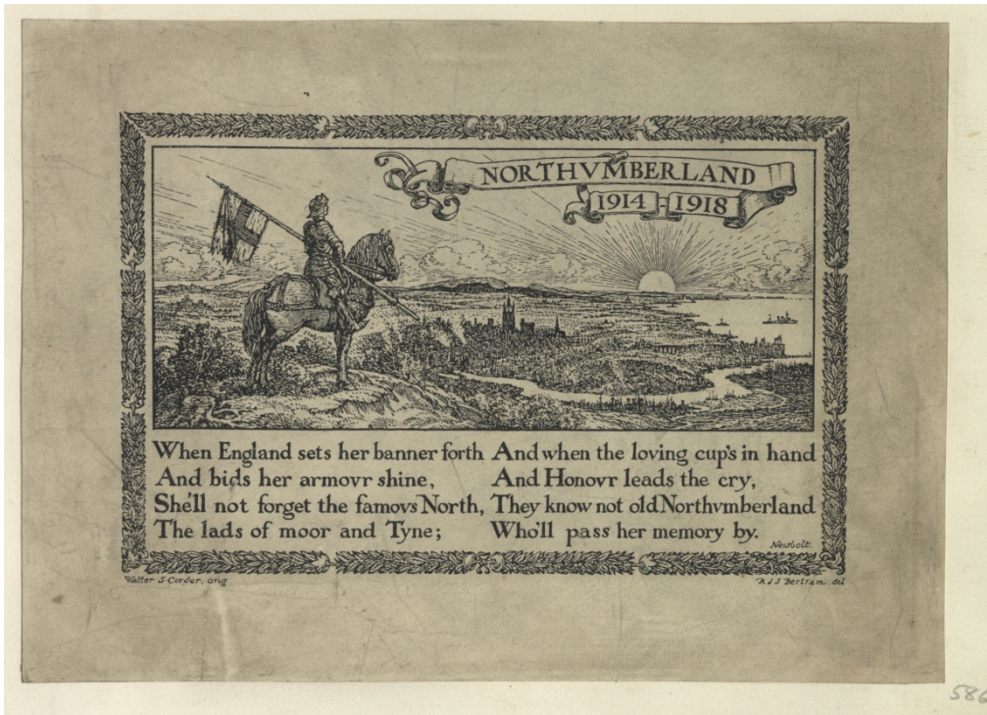 NORTHVMBERLAND
1914-1918
When England sets her banner forth
And bids her armovr shine,
She'll not forget the famovs North,
The lads of moor and Tyne;
And when the loving cup's in hand
And Honovr leads the cry,
They know not old Northvmberland
Who'll pass her memory by.
Newbolt.
Walter S. Corder. orig
R J S Bertram. del
586